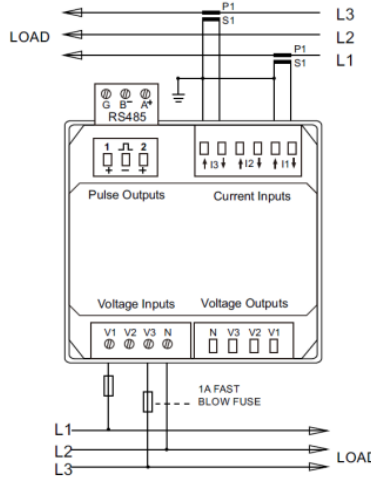 P1
L3
S1
LOAD
L2
P1
L1
S1
G B- A+
RS485
1 2
+ − +
I3 I2 I1
Pulse Outputs
Current Inputs
Voltage Inputs
Voltage Outputs
V1 V2 V3 N
N V3 V2 V1
1A FAST
BLOW FUSE
L1
L2
LOAD
L3